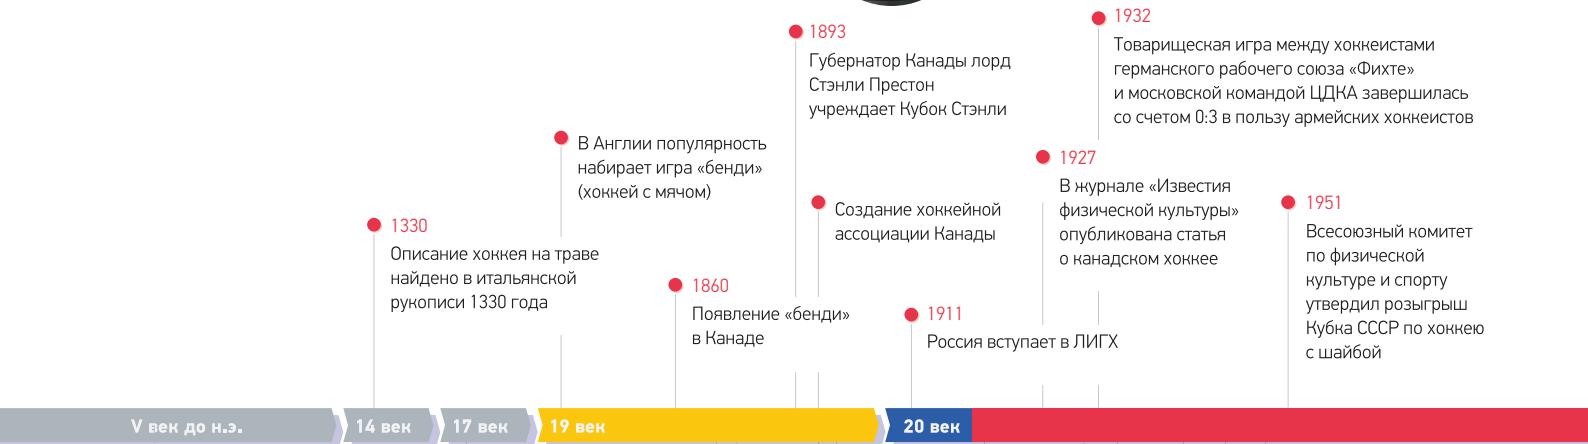 1330
Описание хоккея на траве
найдено в итальянской
рукописи 1330 года
В Англии популярность
набирает игра «бенди»
(хоккей с мячом)
1860
Появление «бенди»
в Канаде
1893
Губернатор Канады лорд
Стэнли Престон
учреждает Кубок Стэнли
Создание хоккейной
ассоциации Канады
1911
Россия вступает в ЛИГХ
1927
В журнале «Известия
физической культуры»
опубликована статья
о канадском хоккее
1932
Товарищеская игра между хоккеистами
германского рабочего союза «Фихте»
и московской командой ЦДКА завершилась
со счетом 0:3 в пользу армейских хоккеистов
1951
Всесоюзный комитет
по физической
культуре и спорту
утвердил розыгрыш
Кубка СССР по хоккею
с шайбой
V век до н.э.
14 век
17 век
19 век
20 век